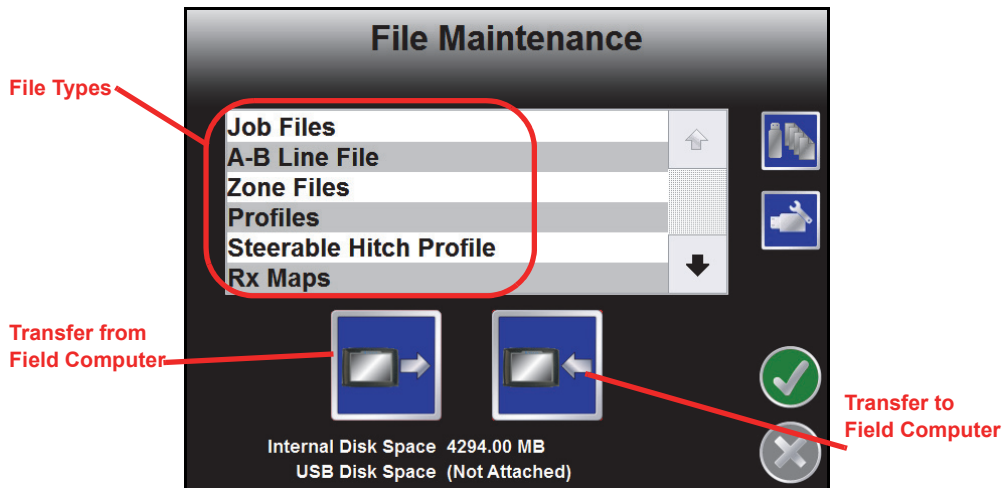 File Maintenance
File Types
Job Files
A-B Line File
Zone Files
Profiles
Steerable Hitch Profile
Rx Maps
Transfer from
Field Computer
Transfer to
Field Computer
Internal Disk Space 4294.00 MB
USB Disk Space (Not Attached)